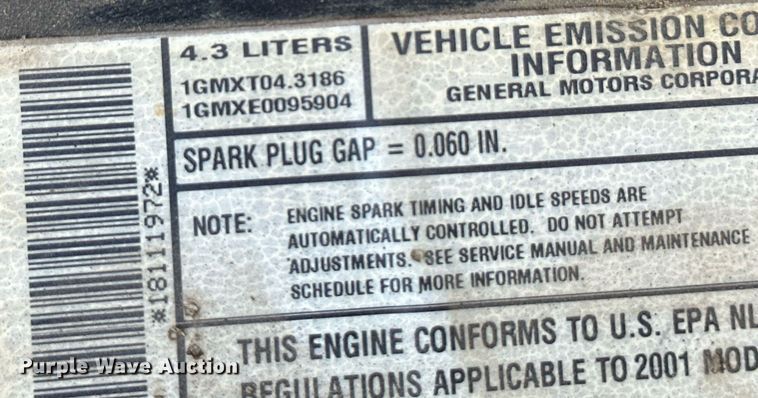 4.3 LITERS
1GMXT04.3186
1GMXE0095904
VEHICLE EMISSION CO
INFORMATION
GENERAL MOTORS CORPORA
SPARK PLUG GAP = 0.060 IN.
NOTE: ENGINE SPARK TIMING AND IDLE SPEEDS ARE
AUTOMATICALLY CONTROLLED. DO NOT ATTEMPT
ADJUSTMENTS. SEE SERVICE MANUAL AND MAINTENANCE
SCHEDULE FOR MORE INFORMATION.
THIS ENGINE CONFORMS TO U.S. EPA NL
REGULATIONS APPLICABLE TO 2001 MOD
*18111972*
Purple Wave Auction